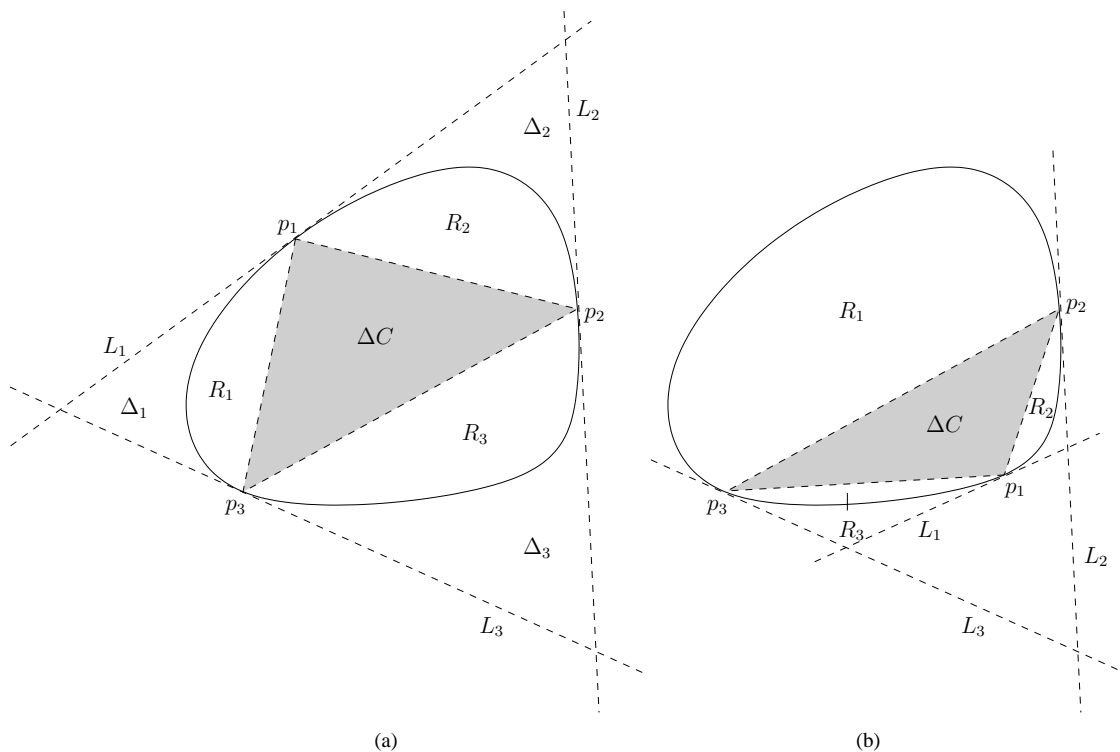 L₂
Δ₂
p₁
R₂
p₂
ΔC
L₁
R₁
Δ₁
R₃
p₃
Δ₃
L₃
(a)
R₁
p₂
R₂
ΔC
p₃
p₁
R₃
L₁
L₂
L₃
(b)